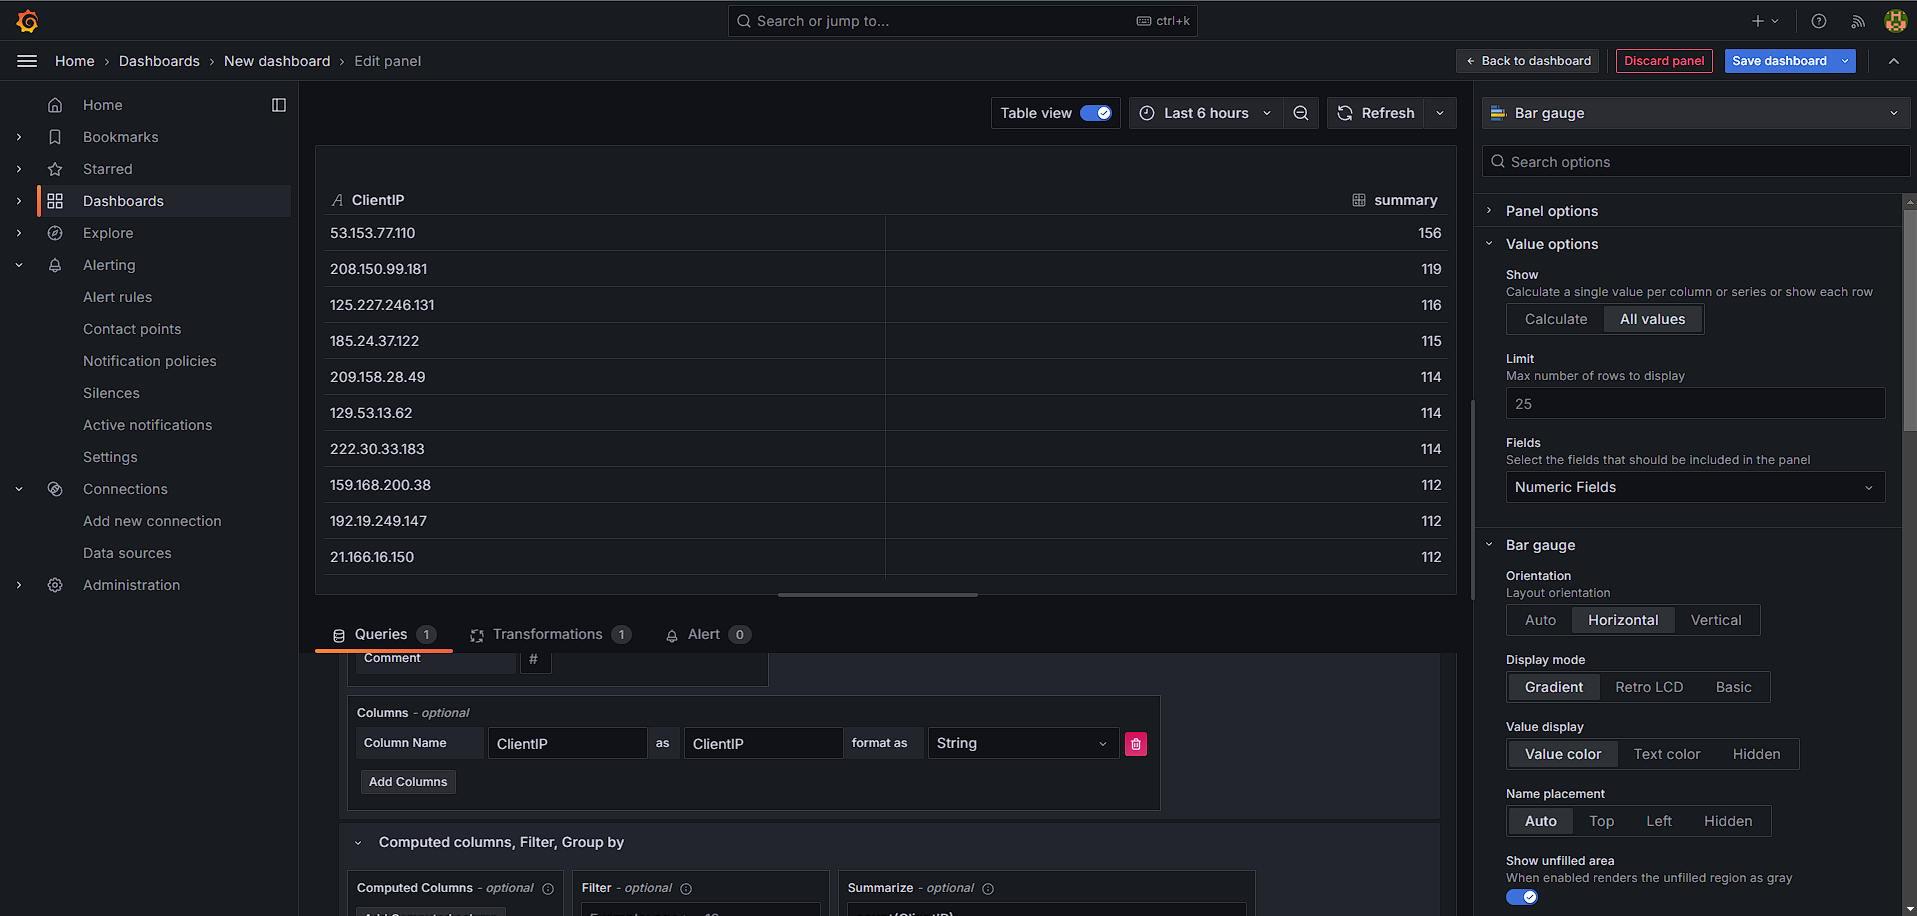 Search or jump to...
ctrl+k
Home › Dashboards › New dashboard › Edit panel
Back to dashboard
Discard panel
Save dashboard
Home
Bookmarks
Starred
Dashboards
Explore
Alerting
Alert rules
Contact points
Notification policies
Silences
Active notifications
Settings
Connections
Add new connection
Data sources
Administration
Table view
Last 6 hours
Refresh
ClientIP summary
53.153.77.110 156
208.150.99.181 119
125.227.246.131 116
185.24.37.122 115
209.158.28.49 114
129.53.13.62 114
222.30.33.183 114
159.168.200.38 112
192.19.249.147 112
21.166.16.150 112
Queries 1 Transformations 1 Alert 0
Comment #
Columns - optional
Column Name ClientIP as ClientIP format as String
Add Columns
Computed columns, Filter, Group by
Computed Columns - optional Filter - optional Summarize - optional
Bar gauge
Search options
Panel options
Value options
Show
Calculate a single value per column or series or show each row
Calculate All values
Limit
Max number of rows to display
25
Fields
Select the fields that should be included in the panel
Numeric Fields
Bar gauge
Orientation
Layout orientation
Auto Horizontal Vertical
Display mode
Gradient Retro LCD Basic
Value display
Value color Text color Hidden
Name placement
Auto Top Left Hidden
Show unfilled area
When enabled renders the unfilled region as gray